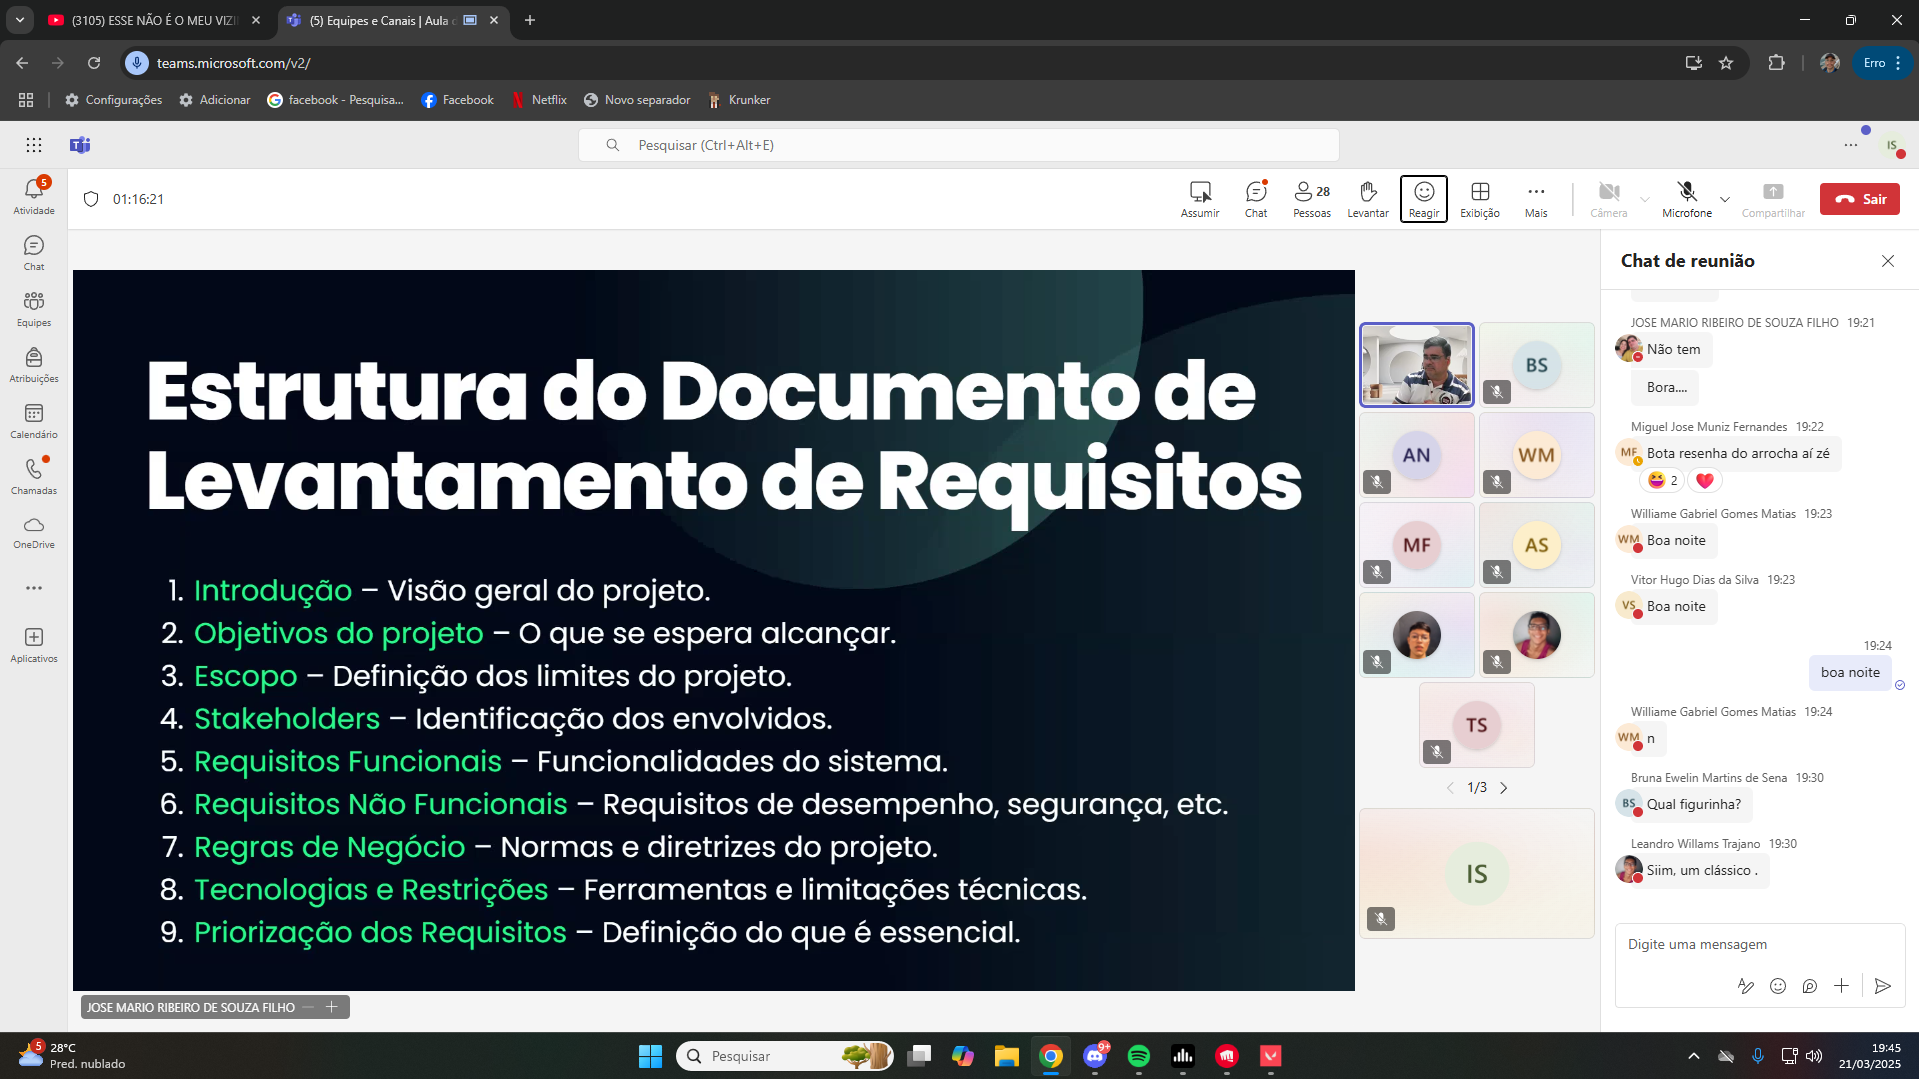 (3105) ESSE NÃO É O MEU VIZI
(5) Equipes e Canais | Aula d
teams.microsoft.com/v2/
Erro
Configurações
Adicionar
facebook - Pesquisa...
Facebook
Netflix
Novo separador
Krunker
Pesquisar (Ctrl+Alt+E)
IS
5
Atividade
Chat
Equipes
Atribuições
Calendário
Chamadas
OneDrive
Aplicativos
01:16:21
Assumir
Chat
28
Pessoas
Levantar
Reagir
Exibição
Mais
Câmera
Microfone
Compartilhar
Sair
Estrutura do Documento de
Levantamento de Requisitos
1. Introdução – Visão geral do projeto.
2. Objetivos do projeto – O que se espera alcançar.
3. Escopo – Definição dos limites do projeto.
4. Stakeholders – Identificação dos envolvidos.
5. Requisitos Funcionais – Funcionalidades do sistema.
6. Requisitos Não Funcionais – Requisitos de desempenho, segurança, etc.
7. Regras de Negócio – Normas e diretrizes do projeto.
8. Tecnologias e Restrições – Ferramentas e limitações técnicas.
9. Priorização dos Requisitos – Definição do que é essencial.
JOSE MARIO RIBEIRO DE SOUZA FILHO
BS
AN
WM
MF
AS
TS
1/3
IS
Chat de reunião
JOSE MARIO RIBEIRO DE SOUZA FILHO 19:21
Não tem
Bora....
Miguel Jose Muniz Fernandes 19:22
MF
Bota resenha do arrocha aí zé
2
Williame Gabriel Gomes Matias 19:23
WM
Boa noite
Vitor Hugo Dias da Silva 19:23
VS
Boa noite
19:24
boa noite
Williame Gabriel Gomes Matias 19:24
WM
n
Bruna Ewelin Martins de Sena 19:30
BS
Qual figurinha?
Leandro Willams Trajano 19:30
Siim, um clássico .
Digite uma mensagem
5
28°C
Pred. nublado
Pesquisar
9+
19:45
21/03/2025